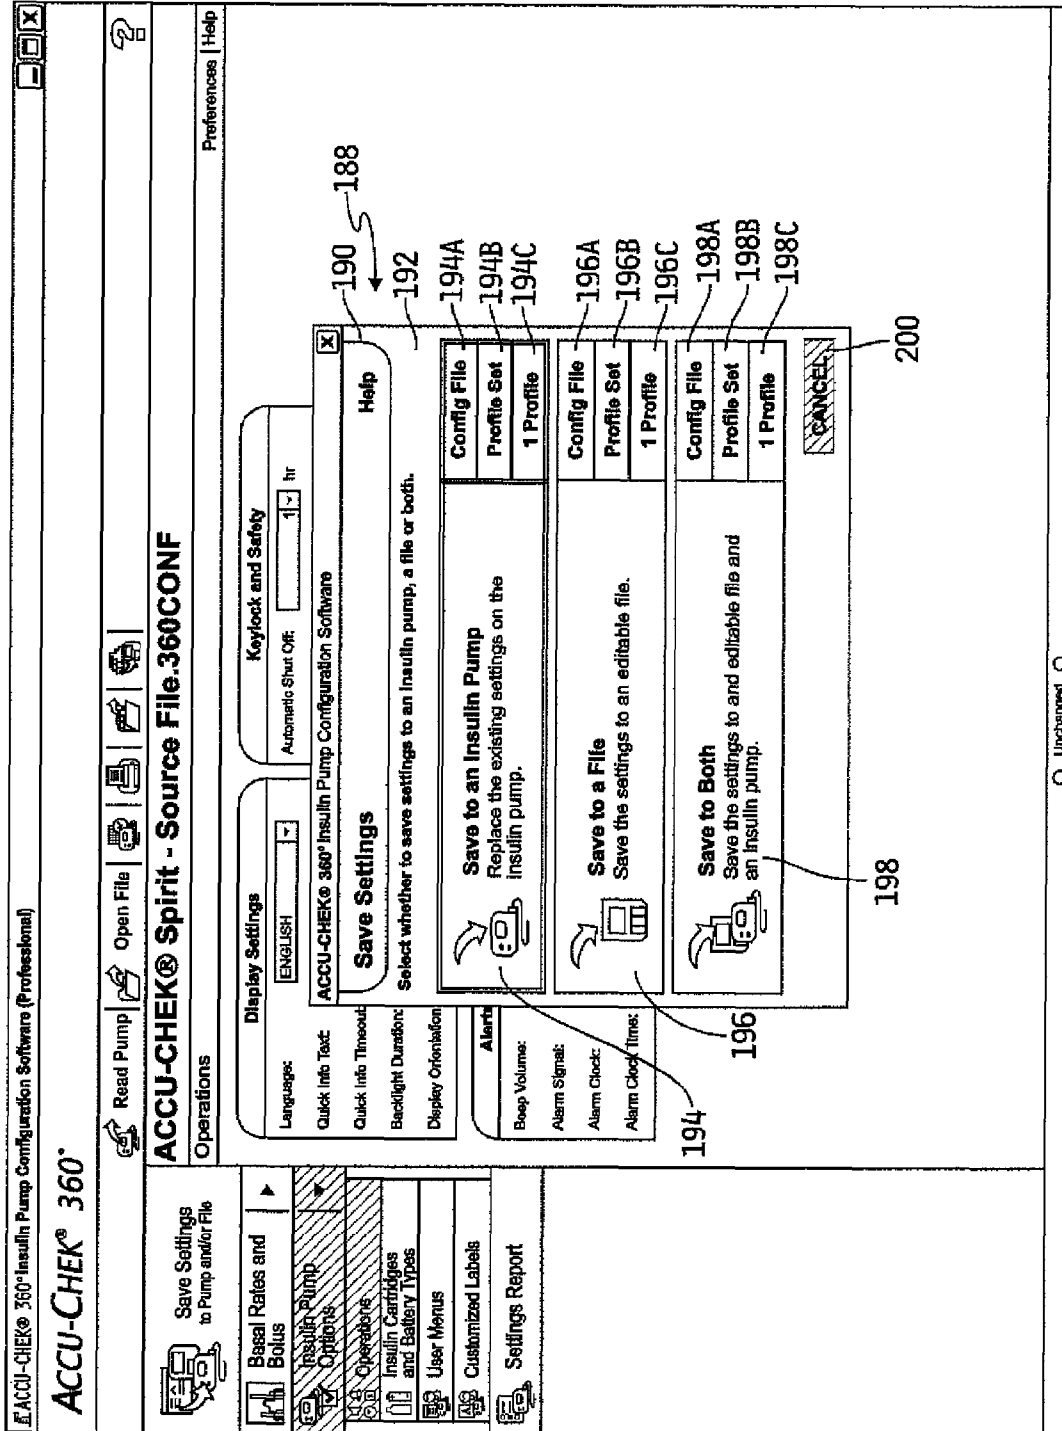 ACCU-CHEK® 360° Insulin Pump Configuration Software (Professional)
ACCU-CHEK® 360°
Read Pump
Open File
Save Settings
to Pump and/or File
ACCU-CHEK® Spirit - Source File.360CONF
Operations
Preferences | Help
Basal Rates and
Bolus
Insulin Pump
Options
Operations
Insulin Cartridges
and Battery Types
User Menus
Customized Labels
Settings Report
Display Settings
Language:
ENGLISH
Quick Info Text:
Quick Info Timeout:
Backlight Duration:
Display Orientation
Keylock and Safety
Automatic Shut Off:
1
hr
Alerts
Beep Volume:
Alarm Signal:
Alarm Clock:
Alarm Clock Time:
ACCU-CHEK® 360° Insulin Pump Configuration Software
Save Settings
Help
Select whether to save settings to an insulin pump, a file or both.
Save to an Insulin Pump
Replace the existing settings on the
insulin pump.
Config File
Profile Set
1 Profile
Save to a File
Save the settings to an editable file.
Config File
Profile Set
1 Profile
Save to Both
Save the settings to and editable file and
an insulin pump.
Config File
Profile Set
1 Profile
CANCEL
188
190
192
194A
194B
194C
196A
196B
196C
198A
198B
198C
200
194
196
198
Unchanged